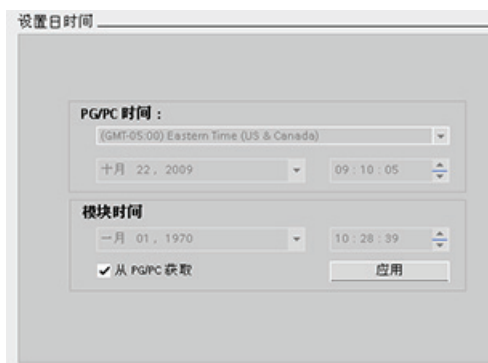 设置日时间
PG/PC 时间：
(GMT-05:00) Eastern Time (US & Canada)
十月 22, 2009
09:10:05
模块时间
一月 01, 1970
10:28:39
从 PG/PC 获取
应用